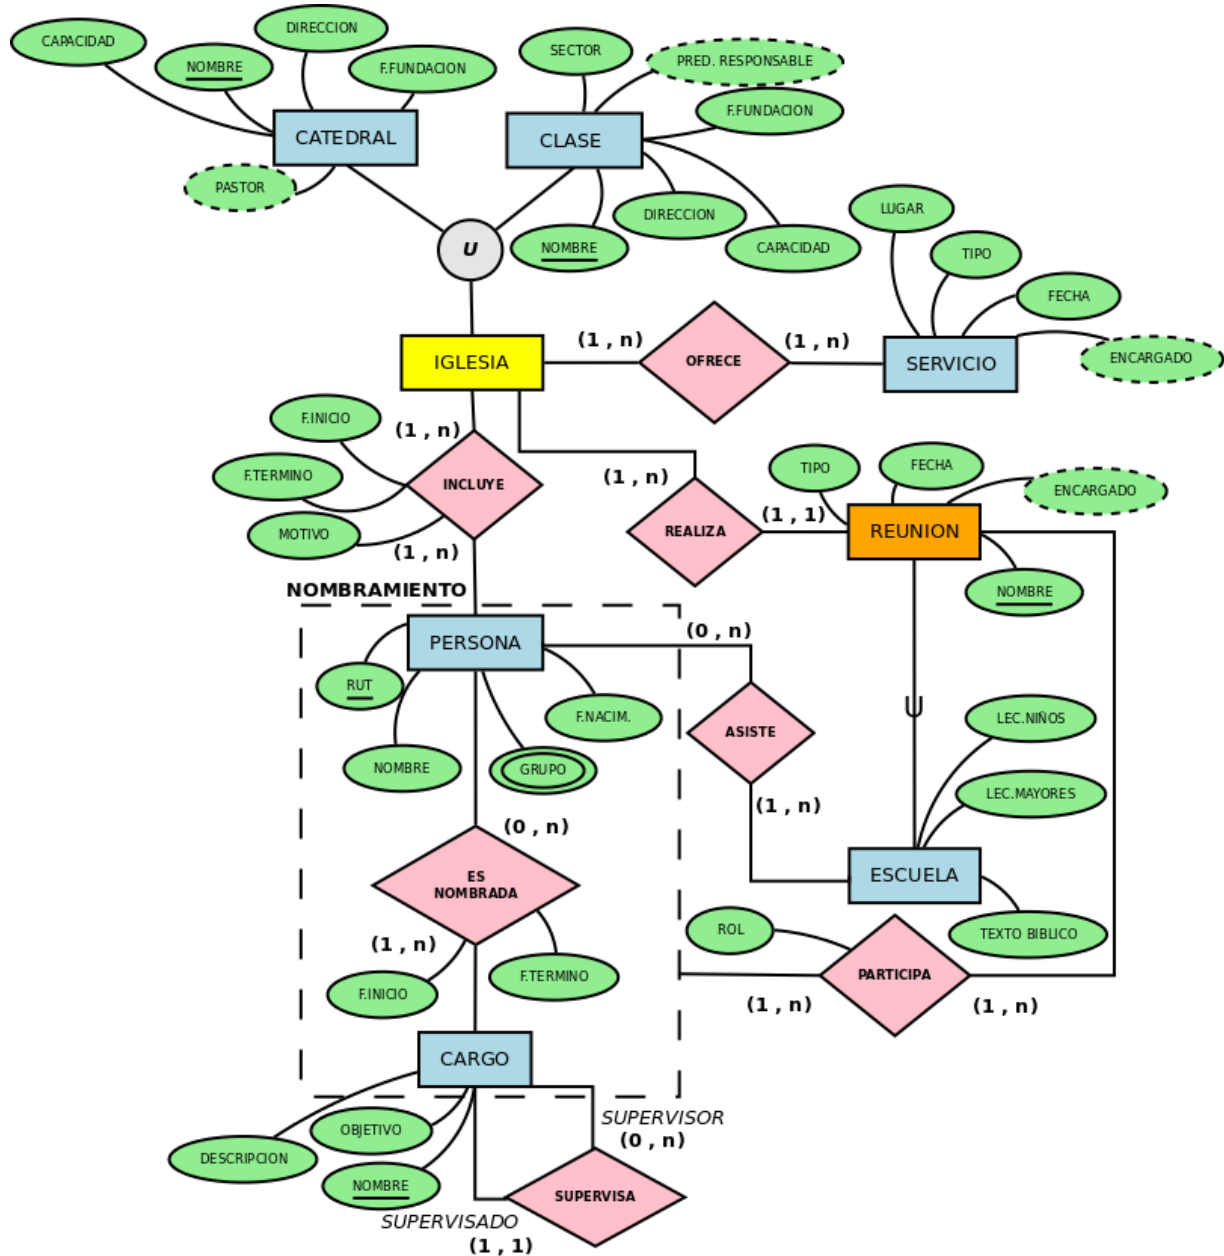 DIRECCION
CAPACIDAD
SECTOR
PRED. RESPONSABLE
NOMBRE
F.FUNDACION
F.FUNDACION
CATEDRAL
CLASE
PASTOR
LUGAR
DIRECCION
U
NOMBRE
CAPACIDAD
TIPO
FECHA
(1 , n)
(1 , n)
IGLESIA
OFRECE
SERVICIO
ENCARGADO
F.INICIO
(1 , n)
TIPO
FECHA
F.TERMINO
INCLUYE
(1 , n)
ENCARGADO
(1 , 1)
MOTIVO
REALIZA
REUNION
(1 , n)
NOMBRAMIENTO
NOMBRE
PERSONA
(0 , n)
RUT
U
F.NACIM.
LEC.NIÑOS
ASISTE
NOMBRE
GRUPO
LEC.MAYORES
(0 , n)
(1 , n)
ES
NOMBRADA
ESCUELA
ROL
TEXTO BIBLICO
(1 , n)
F.TERMINO
PARTICIPA
F.INICIO
(1 , n)
(1 , n)
CARGO
SUPERVISOR
OBJETIVO
(0 , n)
DESCRIPCION
NOMBRE
SUPERVISA
SUPERVISADO
(1 , 1)